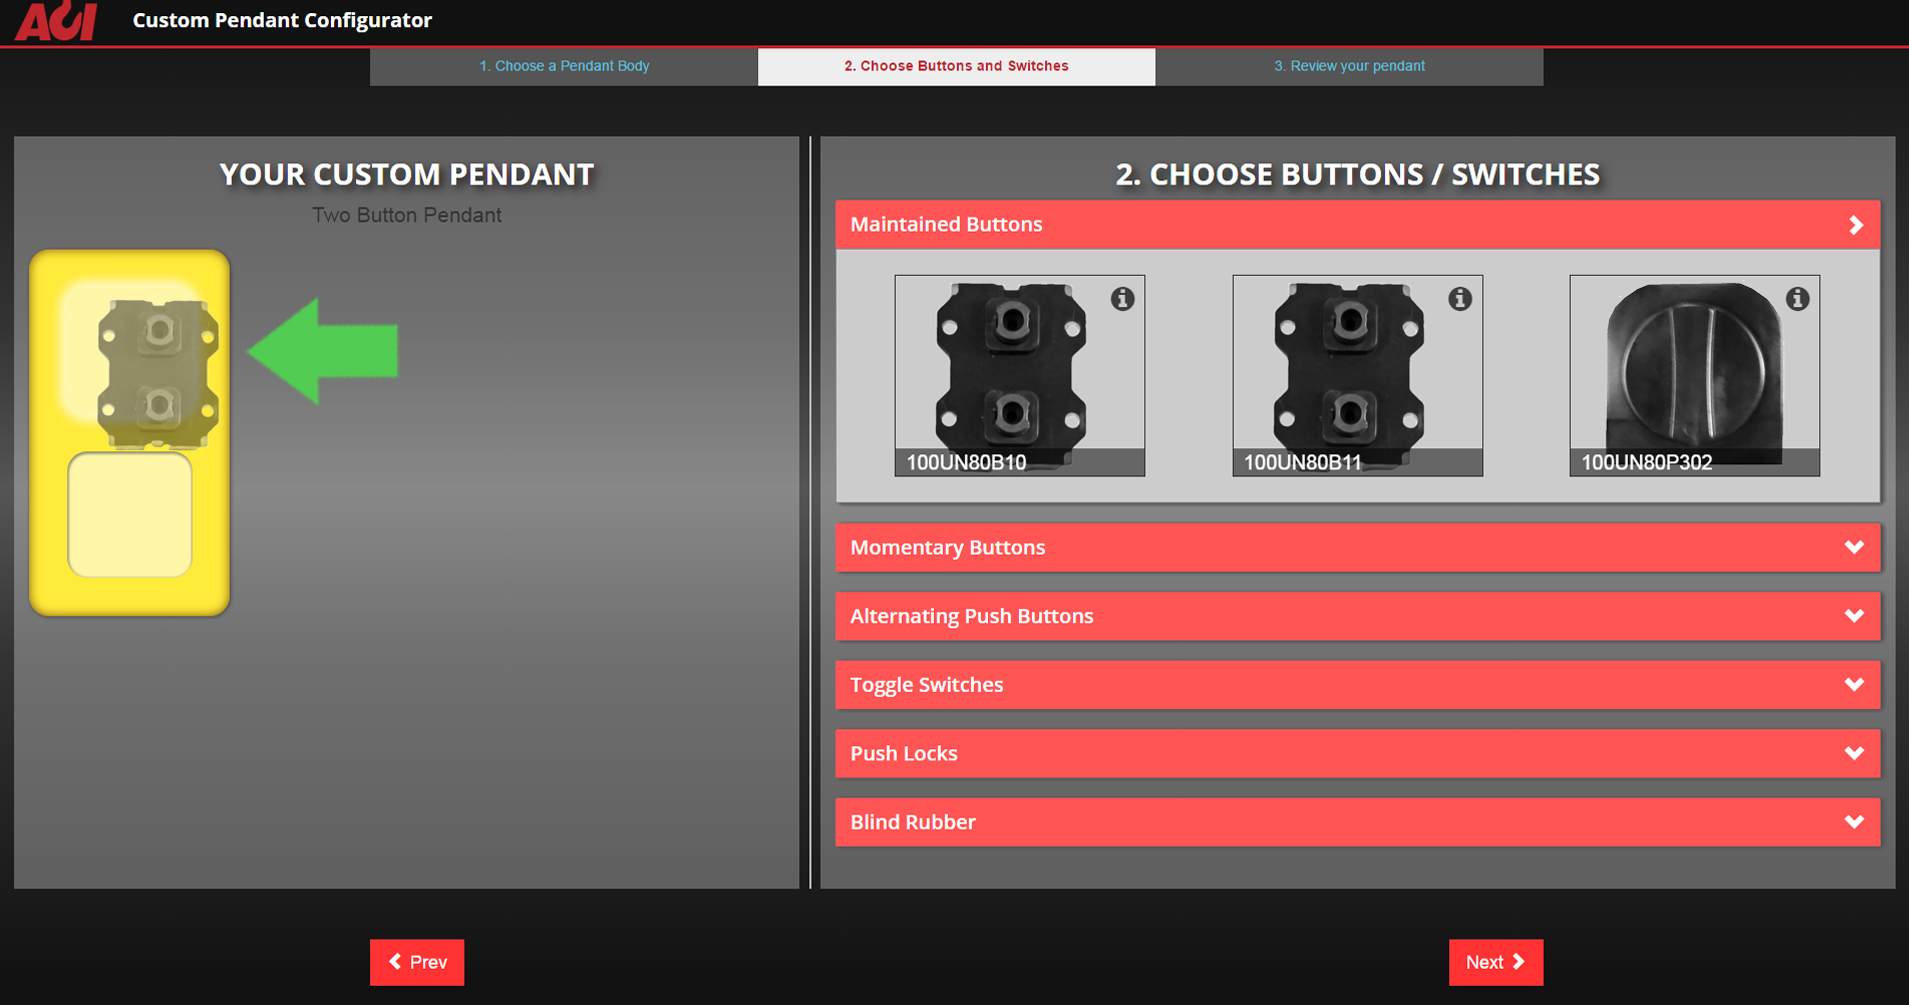 ACI
Custom Pendant Configurator
1. Choose a Pendant Body
2. Choose Buttons and Switches
3. Review your pendant
YOUR CUSTOM PENDANT
Two Button Pendant
2. CHOOSE BUTTONS / SWITCHES
Maintained Buttons
100UN80B10
100UN80B11
100UN80P302
Momentary Buttons
Alternating Push Buttons
Toggle Switches
Push Locks
Blind Rubber
Prev
Next